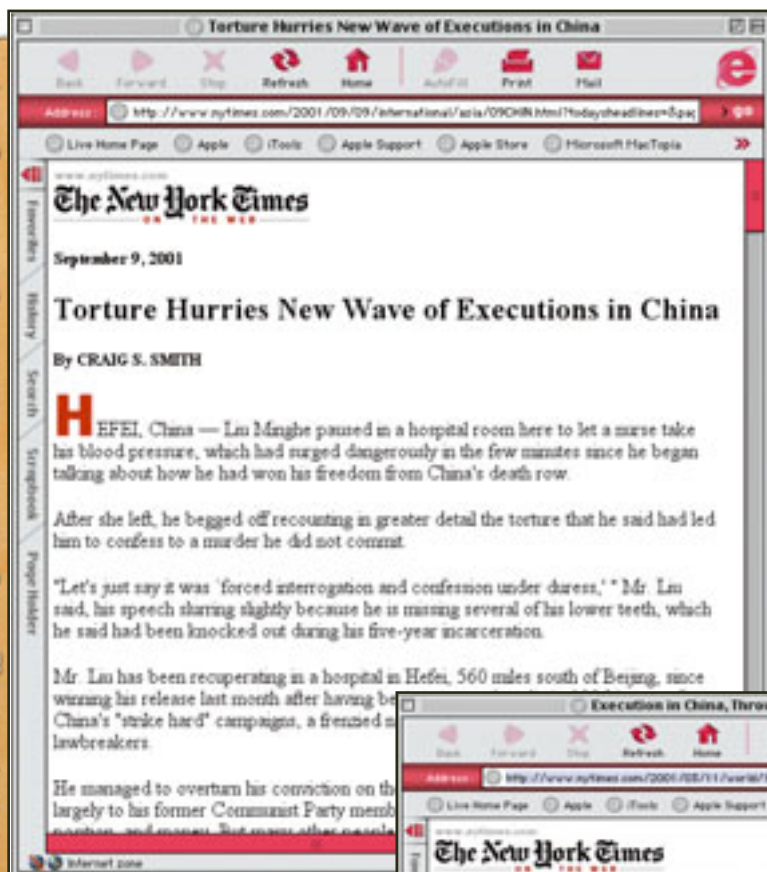 Torture Hurries New Wave of Executions in China
Back Forward Stop Refresh Home AutoFill Print Mail
Address: http://www.nytimes.com/2001/09/09/international/asia/09CHIN.html?todaysheadlines=&pag go
Live Home Page Apple iTools Apple Support Apple Store Microsoft MacTopia
Favorites
History
Search
Scrapbook
Page Holder
www.nytimes.com
The New York Times
ON THE WEB
September 9, 2001
Torture Hurries New Wave of Executions in China
By CRAIG S. SMITH
HEFEI, China — Liu Minghe paused in a hospital room here to let a nurse take
his blood pressure, which had surged dangerously in the few minutes since he began
talking about how he had won his freedom from China's death row.
After she left, he begged off recounting in greater detail the torture that he said had led
him to confess to a murder he did not commit.
"Let's just say it was `forced interrogation and confession under duress,' " Mr. Liu
said, his speech slurring slightly because he is missing several of his lower teeth, which
he said had been knocked out during his five-year incarceration.
Mr. Liu has been recuperating in a hospital in Hefei, 560 miles south of Beijing, since
winning his release last month after having be
China's "strike hard" campaigns, a frenzied n
lawbreakers.
He managed to overturn his conviction on th
largely to his former Communist Party memb
position, and money. But many other people
Internet zone
Execution in China, Throu
Back Forward Stop Refresh Home
Address: http://www.nytimes.com/2001/03/11/world/1
Live Home Page Apple iTools Apple Support
www.nytimes.com
The New York Times
ON THE WEB